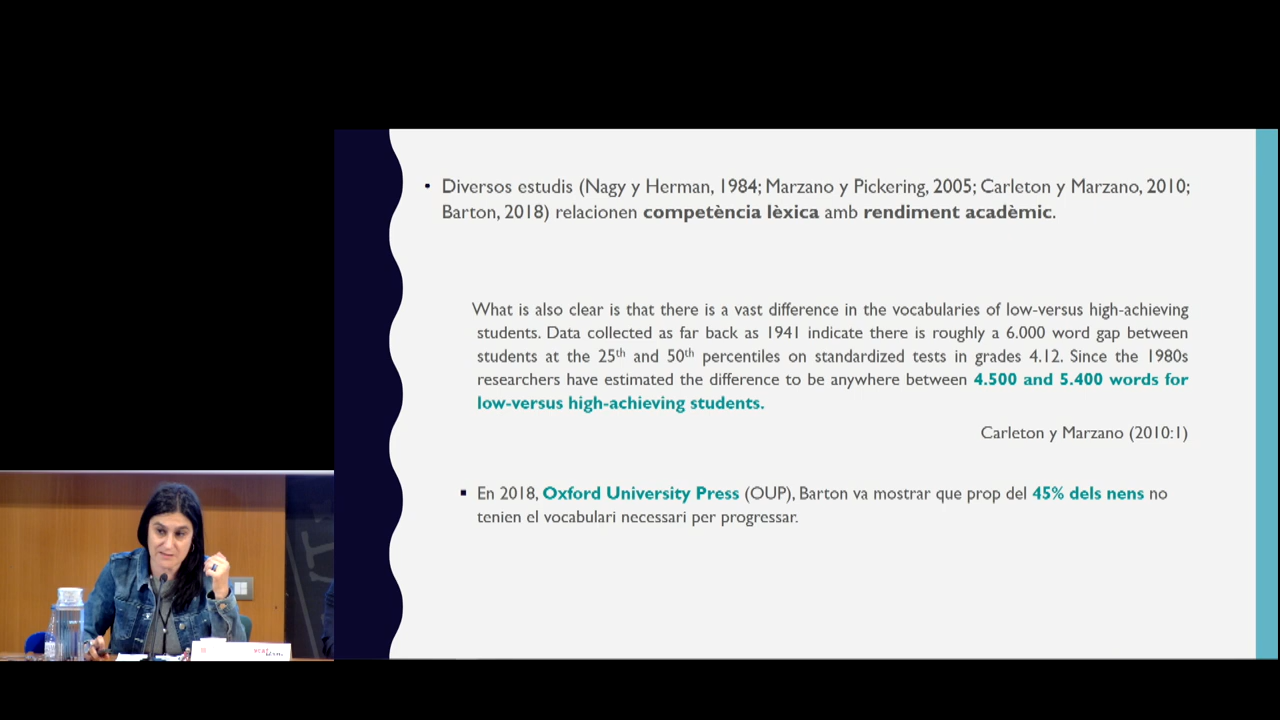 • Diversos estudis (Nagy y Herman, 1984; Marzano y Pickering, 2005; Carleton y Marzano, 2010;
Barton, 2018) relacionen competència lèxica amb rendiment acadèmic.
What is also clear is that there is a vast difference in the vocabularies of low-versus high-achieving
students. Data collected as far back as 1941 indicate there is roughly a 6.000 word gap between
students at the 25th and 50th percentiles on standardized tests in grades 4.12. Since the 1980s
researchers have estimated the difference to be anywhere between 4.500 and 5.400 words for
low-versus high-achieving students.
Carleton y Marzano (2010:1)
▪ En 2018, Oxford University Press (OUP), Barton va mostrar que prop del 45% dels nens no
tenien el vocabulari necessari per progressar.